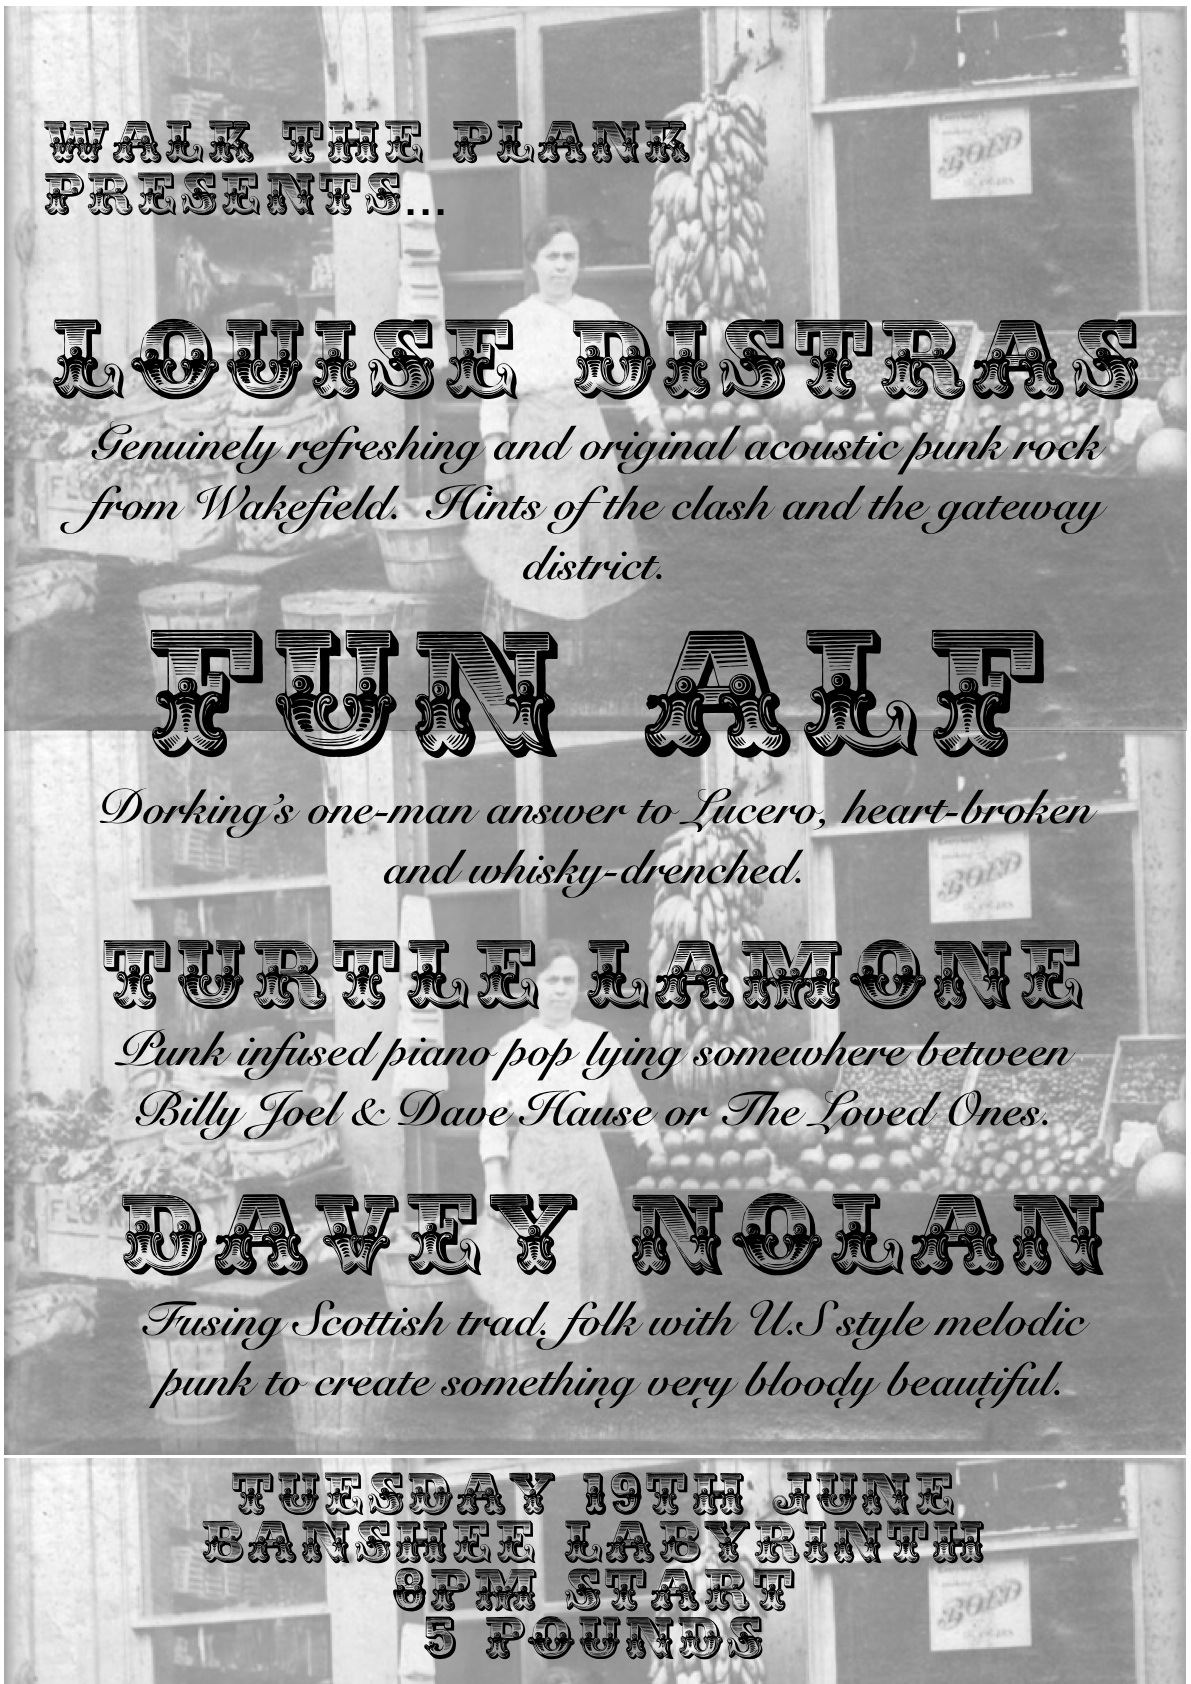 WALK THE PLANK
PRESENTS...
BOLD
LOUISE DISTRAS
Genuinely refreshing and original acoustic punk rock
from Wakefield. Hints of the clash and the gateway
district.
FUN ALF
Dorking's one-man answer to Lucero, heart-broken
and whisky-drenched.
BOLD
TURTLE LAMONE
Punk infused piano pop lying somewhere between
Billy Joel & Dave Hause or The Loved Ones.
DAVEY NOLAN
Fusing Scottish trad. folk with U.S style melodic
punk to create something very bloody beautiful.
TUESDAY 19TH JUNE
BANSHEE LABYRINTH
8PM START
5 POUNDS
BOLD